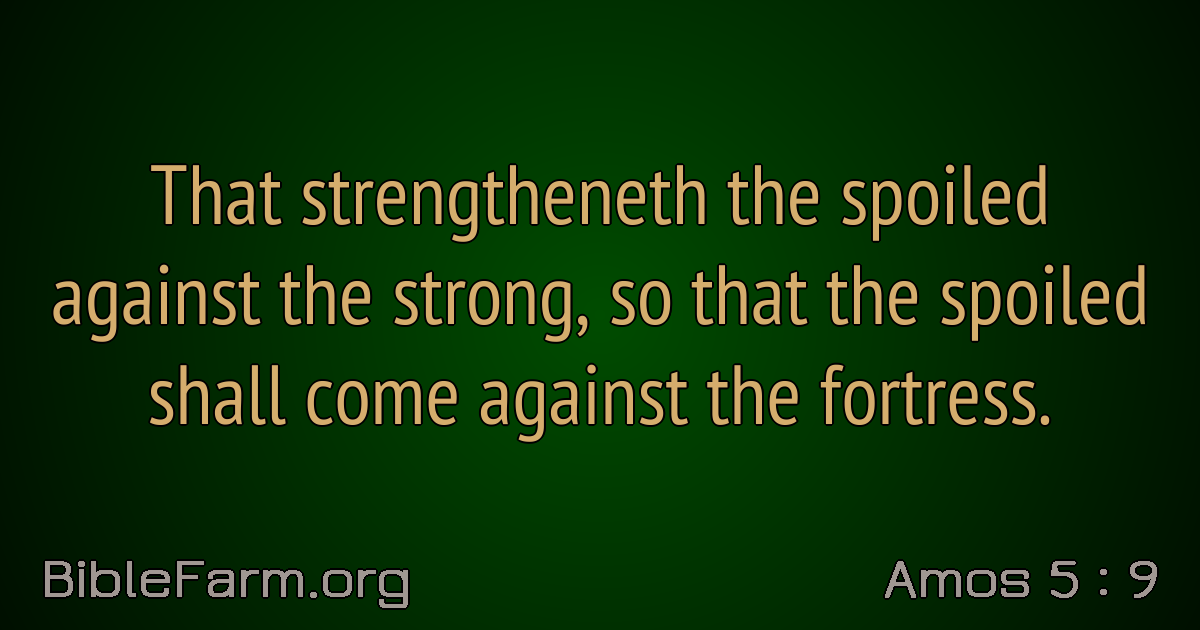 That strengtheneth the spoiled
against the strong, so that the spoiled
shall come against the fortress.
BibleFarm.org
Amos 5 : 9